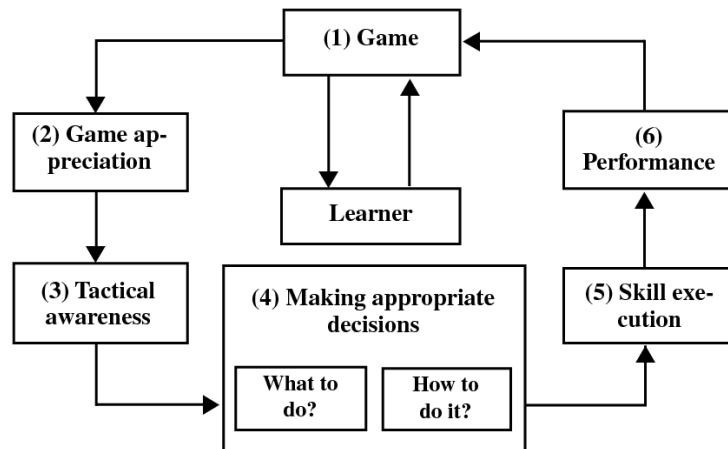 (1) Game
(2) Game ap-
preciation
(6)
Performance
Learner
(3) Tactical
awareness
(4) Making appropriate
decisions
(5) Skill exe-
cution
What to
do?
How to
do it?